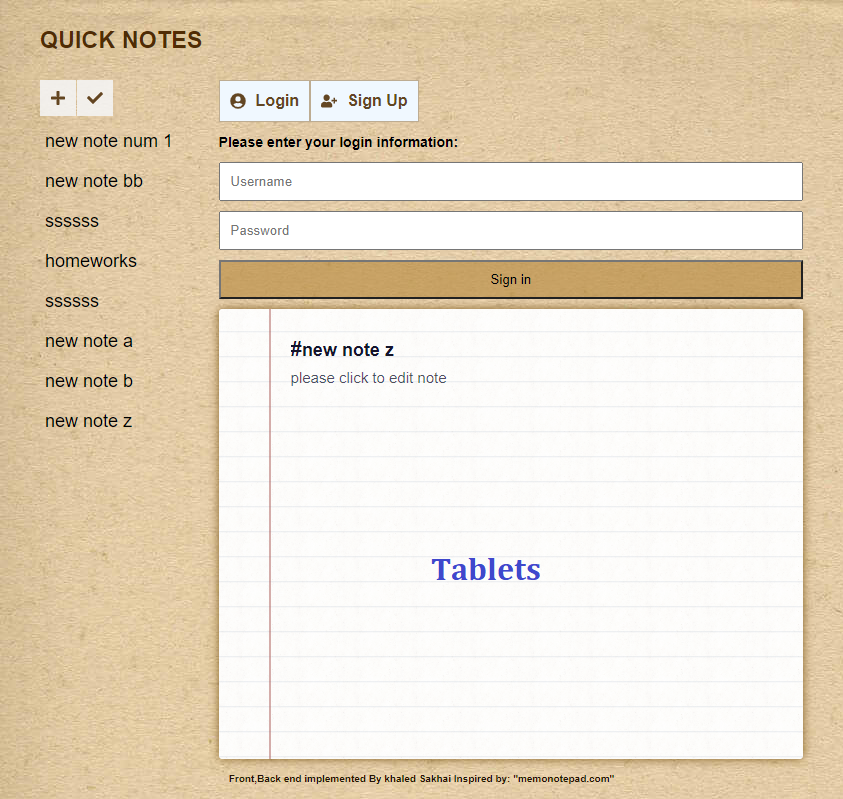 QUICK NOTES
Login
Sign Up
new note num 1
new note bb
ssssss
homeworks
ssssss
new note a
new note b
new note z
Please enter your login information:
Username
Password
Sign in
#new note z
please click to edit note
Tablets
Front,Back end implemented By khaled Sakhai Inspired by: "memonotepad.com"